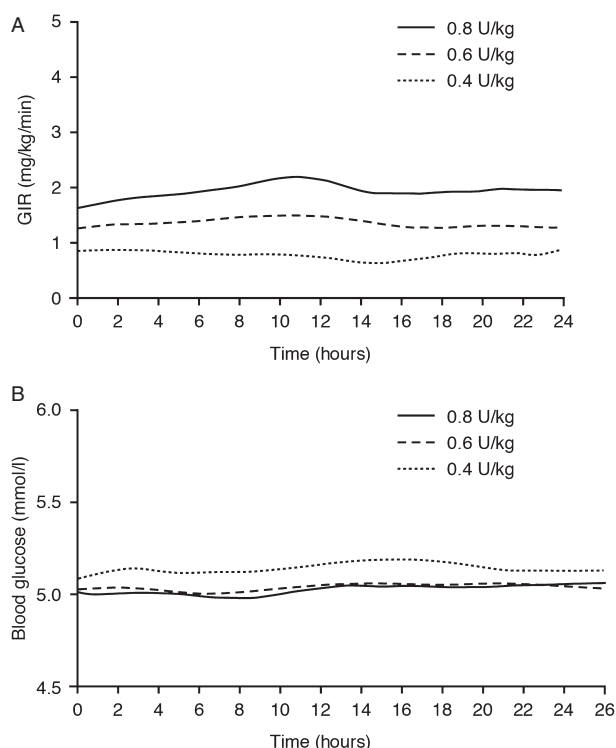 A
5
4
3
2
1
0
GIR (mg/kg/min)
0.8 U/kg
0.6 U/kg
0.4 U/kg
0 2 4 6 8 10 12 14 16 18 20 22 24
Time (hours)
B
6.0
5.5
5.0
4.5
Blood glucose (mmol/l)
0.8 U/kg
0.6 U/kg
0.4 U/kg
0 2 4 6 8 10 12 14 16 18 20 22 24 26
Time (hours)